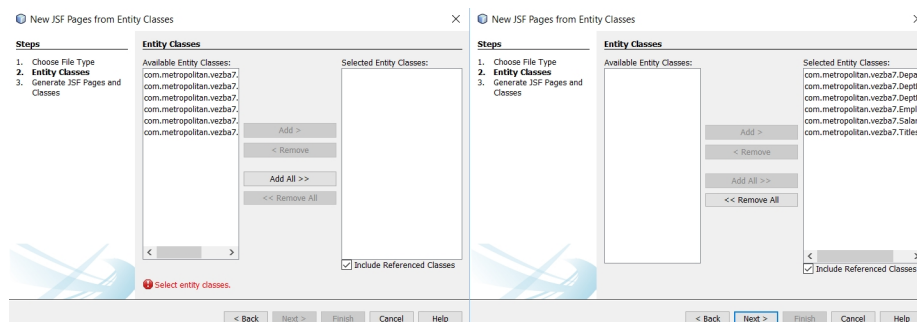 New JSF Pages from Entity Classes
Steps
1. Choose File Type
2. Entity Classes
3. Generate JSF Pages and
Classes
Entity Classes
Available Entity Classes:
com.metropolitan.vezba7.
com.metropolitan.vezba7.
com.metropolitan.vezba7.
com.metropolitan.vezba7.
com.metropolitan.vezba7.
com.metropolitan.vezba7.
Add >
< Remove
Add All >>
<< Remove All
Selected Entity Classes:
Include Referenced Classes
Select entity classes.
< Back Next > Finish Cancel Help
New JSF Pages from Entity Classes
Steps
1. Choose File Type
2. Entity Classes
3. Generate JSF Pages and
Classes
Entity Classes
Available Entity Classes:
Add >
< Remove
Add All >>
<< Remove All
Selected Entity Classes:
com.metropolitan.vezba7.Depa
com.metropolitan.vezba7.Dept
com.metropolitan.vezba7.Dept
com.metropolitan.vezba7.Empl
com.metropolitan.vezba7.Salar
com.metropolitan.vezba7.Titles
Include Referenced Classes
< Back Next > Finish Cancel Help